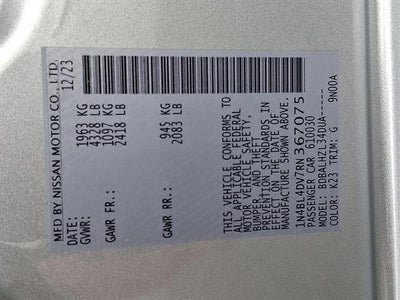 MFD BY NISSAN MOTOR CO., LTD
12/23
GVWR: 1963 KG
4328 LB
GAWR FR.: 1097 KG
2418 LB
GAWR RR.: 945 KG
2083 LB
THIS VEHICLE CONFORMS TO
ALL APPLICABLE FEDERAL
MOTOR VEHICLE SAFETY,
BUMPER, AND THEFT
PREVENTION STANDARDS IN
EFFECT ON THE DATE OF
MANUFACTURE SHOWN ABOVE.
1N4BL4DV7RN367075
PASSENGER CAR 610030
MODEL: BDRALHZL34DUA-----
COLOR: K23 TRIM: G 9N00A